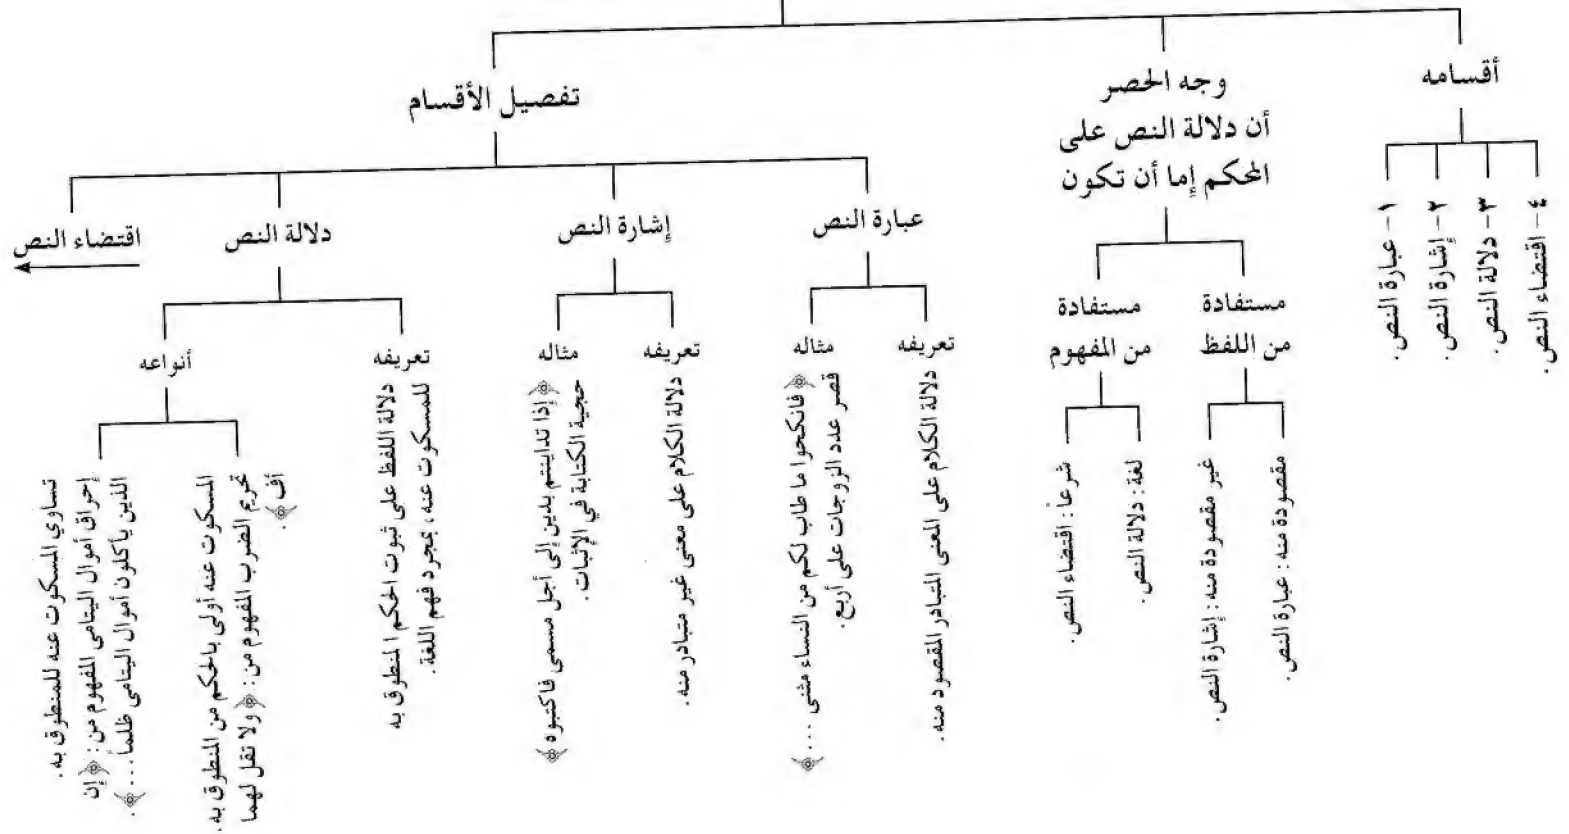 أقسامه
١ – عبارة النص.
٢ – إشارة النص.
٣ – دلالة النص.
٤ – اقتضاء النص.
وجه الحصر
أن دلالة النص على
المحكم إما أن تكون
مستفادة
من اللفظ
مقصودة منه: عبارة النص.
غير مقصودة منه: إشارة النص.
مستفادة
من المفهوم
لغة: دلالة النص.
شرعاً: اقتضاء النص.
تفصيل الأقسام
عبارة النص
تعريفه
دلالة الكلام على المعنى المتبادر المقصود منه.
مثاله
﴿فانكحوا ما طاب لكم من النساء مثنى ...﴾
قصر عدد الزوجات على أربع.
إشارة النص
تعريفه
دلالة الكلام على معنى غير متبادر منه.
مثاله
﴿إذا تداينتم بدين إلى أجل مسمى فاكتبوه﴾
حجية الكتابة في الإثبات.
دلالة النص
تعريفه
دلالة اللفظ على ثبوت الحكم المنطوق به
للمسكوت عنه، بمجرد فهم اللغة.
أنواعه
المسكوت عنه أولى بالحكم من المنطوق به.
تحريم الضرب المفهوم من: ﴿ولا تقل لهما
أف﴾.
تساوي المسكوت عنه للمنطوق به.
إحراق أموال اليتامى المفهوم من: ﴿إن
الذين يأكلون أموال اليتامى ظلماً...﴾.
اقتضاء النص